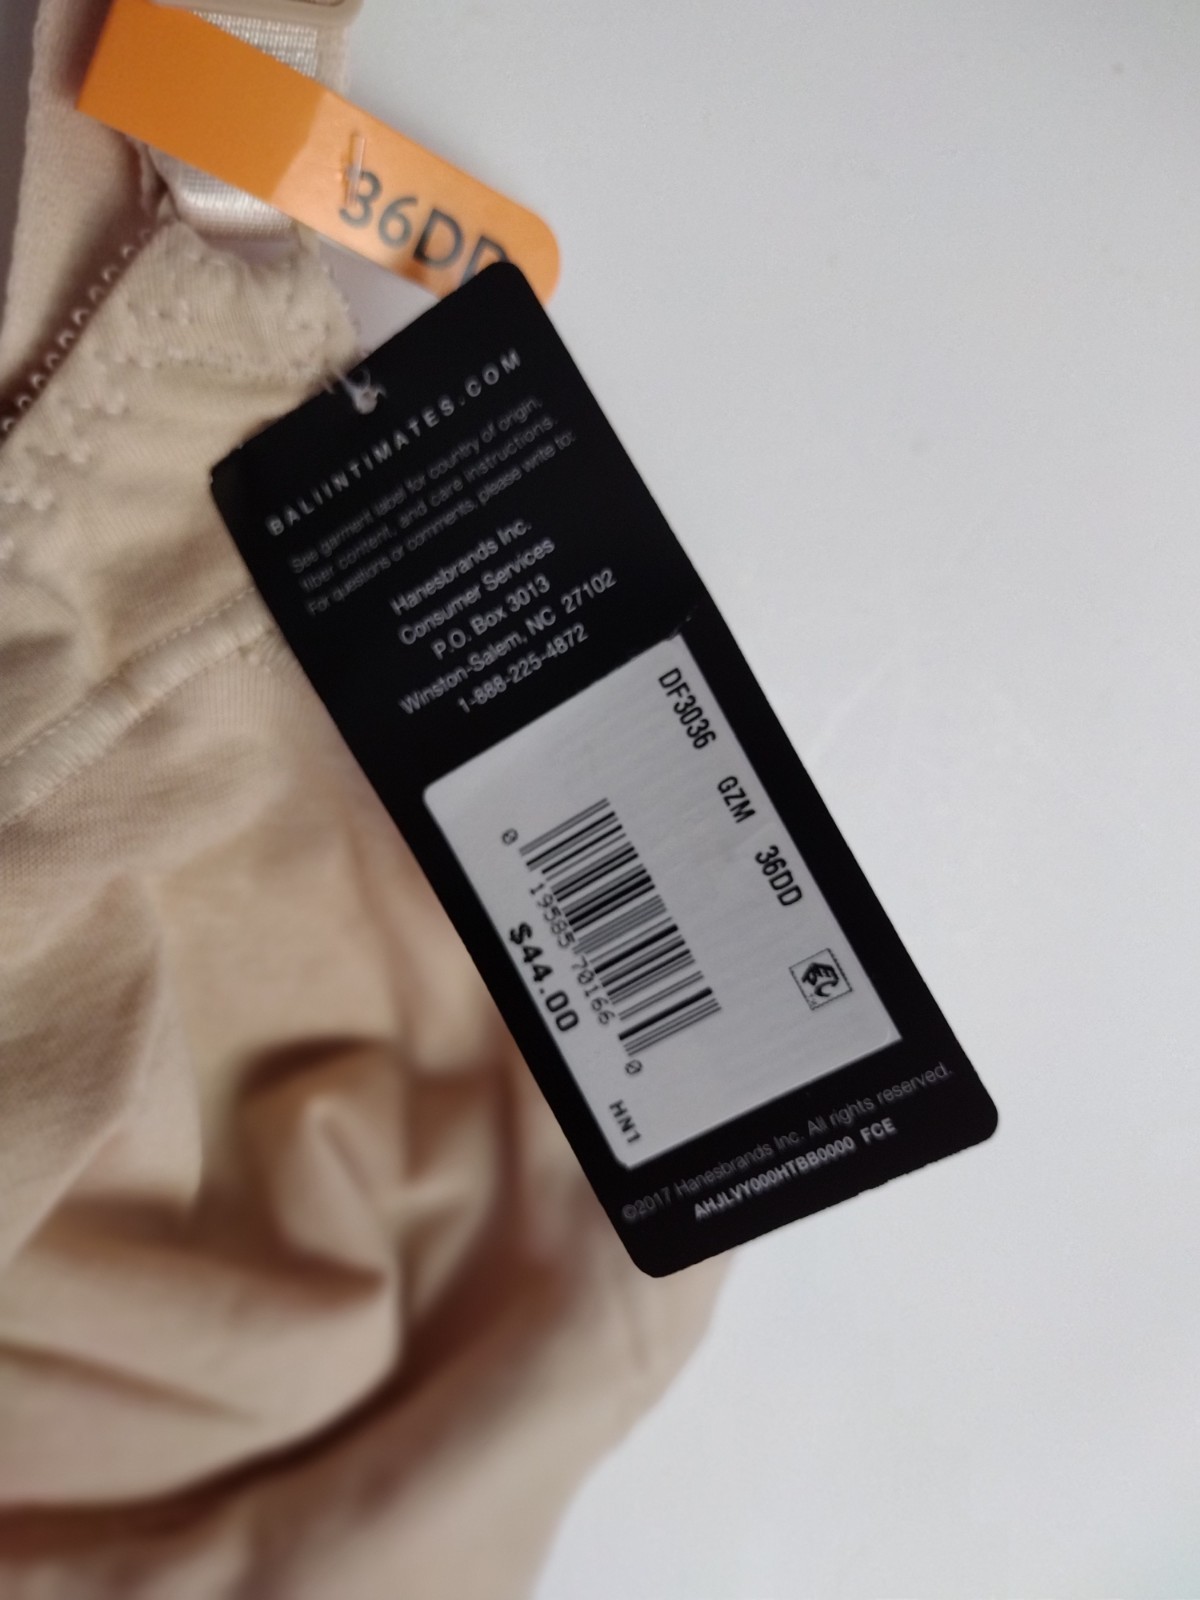 36DD
BALIINTIMATES.COM
See garment label for country of origin,
fiber content, and care instructions.
For questions or comments, please write to:
Hanesbrands Inc.
Consumer Services
P.O. Box 3013
Winston-Salem, NC 27102
1-888-225-4872
DF3036 GZM 36DD
0 19585 70166 0
$44.00
HN1
©2017 Hanesbrands Inc. All rights reserved.
AHJLVY000HTBB0000 FCE